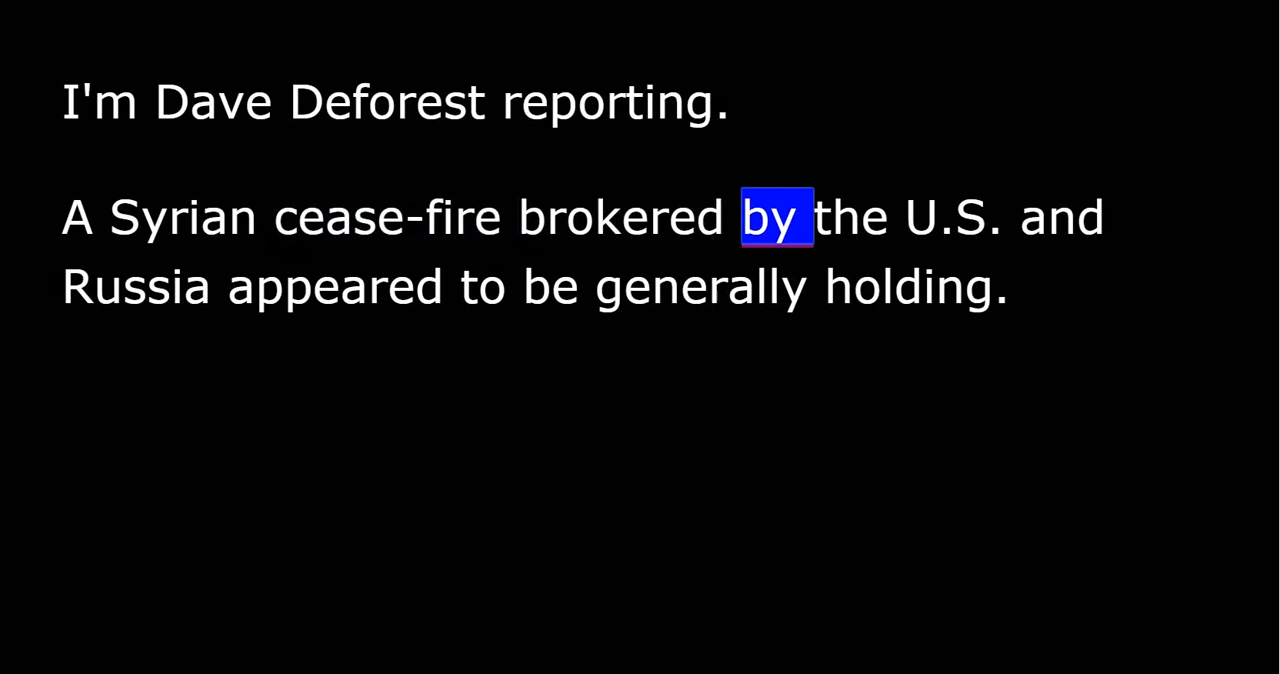 I'm Dave Deforest reporting.
A Syrian cease-fire brokered by the U.S. and
Russia appeared to be generally holding.